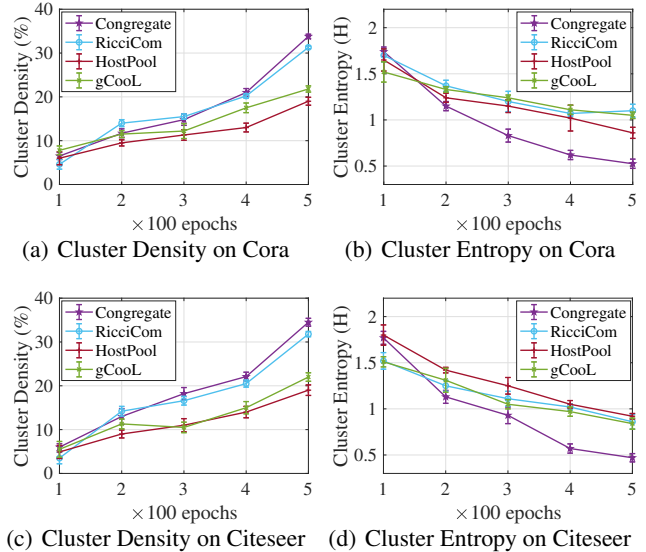 Cluster Density (%)
40
30
20
10
0
Congregate
RicciCom
HostPool
gCooL
1 2 3 4 5
×100 epochs
(a) Cluster Density on Cora
Cluster Entropy (H)
2
1.5
1
0.5
Congregate
RicciCom
HostPool
gCooL
1 2 3 4 5
×100 epochs
(b) Cluster Entropy on Cora
Cluster Density (%)
40
30
20
10
0
Congregate
RicciCom
HostPool
gCooL
1 2 3 4 5
×100 epochs
(c) Cluster Density on Citeseer
Cluster Entropy (H)
2
1.5
1
0.5
Congregate
RicciCom
HostPool
gCooL
1 2 3 4 5
×100 epochs
(d) Cluster Entropy on Citeseer